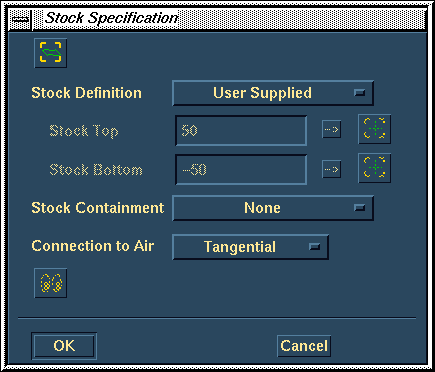 Stock Specification
Stock Definition User Supplied
Stock Top 50 -->
Stock Bottom -50 -->
Stock Containment None
Connection to Air Tangential
OK Cancel